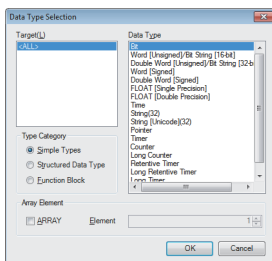 Data Type Selection
Target(L)
<ALL>
Data Type
Bit
Word [Unsigned]/Bit String [16-bit]
Double Word [Unsigned]/Bit String [32-b
Word [Signed]
Double Word [Signed]
FLOAT [Single Precision]
FLOAT [Double Precision]
Time
String(32)
String [Unicode](32)
Pointer
Timer
Counter
Long Counter
Retentive Timer
Long Retentive Timer
Long Timer
Type Category
Simple Types
Structured Data Type
Function Block
Array Element
ARRAY
Element
1
OK
Cancel